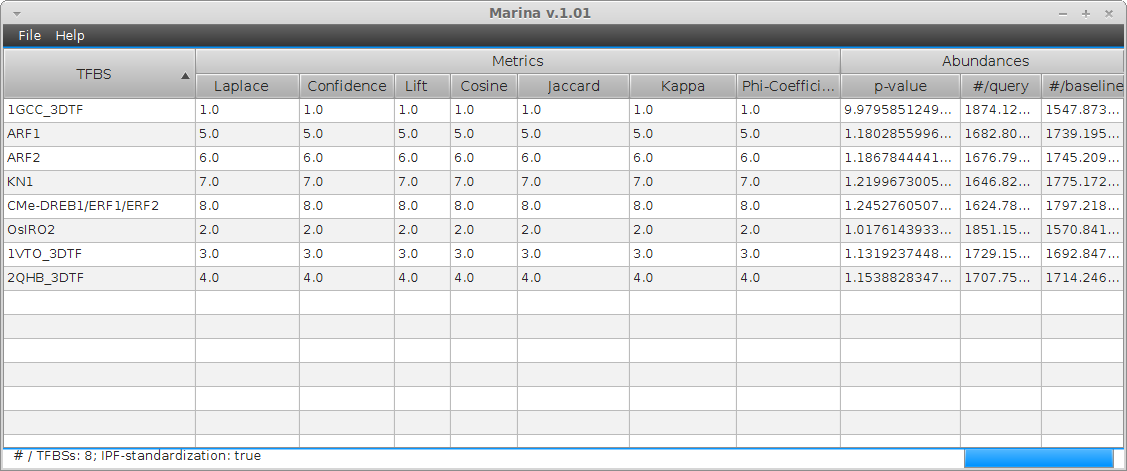 Marina v.1.01
File Help
TFBS Metrics Abundances
Laplace Confidence Lift Cosine Jaccard Kappa Phi-Coeffici... p-value #/query #/baseline
1GCC_3DTF 1.0 1.0 1.0 1.0 1.0 1.0 1.0 9.9795851249... 1874.12... 1547.873...
ARF1 5.0 5.0 5.0 5.0 5.0 5.0 5.0 1.1802855996... 1682.80... 1739.195...
ARF2 6.0 6.0 6.0 6.0 6.0 6.0 6.0 1.1867844441... 1676.79... 1745.209...
KN1 7.0 7.0 7.0 7.0 7.0 7.0 7.0 1.2199673005... 1646.82... 1775.172...
CMe-DREB1/ERF1/ERF2 8.0 8.0 8.0 8.0 8.0 8.0 8.0 1.2452760507... 1624.78... 1797.218...
OsIRO2 2.0 2.0 2.0 2.0 2.0 2.0 2.0 1.0176143933... 1851.15... 1570.841...
1VTO_3DTF 3.0 3.0 3.0 3.0 3.0 3.0 3.0 1.1319237448... 1729.15... 1692.847...
2QHB_3DTF 4.0 4.0 4.0 4.0 4.0 4.0 4.0 1.1538828347... 1707.75... 1714.246...
# / TFBSs: 8; IPF-standardization: true